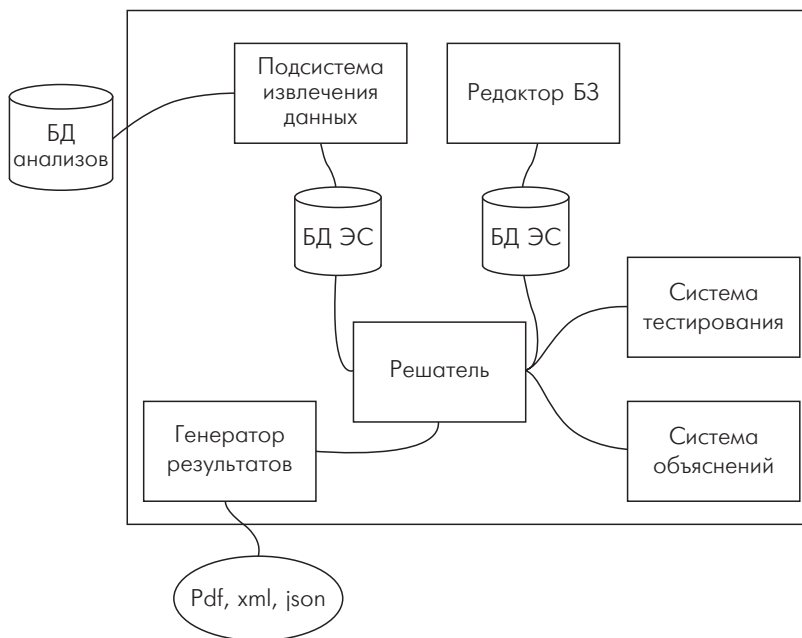 Подсистема
извлечения
данных
Редактор БЗ
БД
анализов
БД ЭС
БД ЭС
Система
тестирования
Решатель
Генератор
результатов
Система
объяснений
Pdf, xml, json